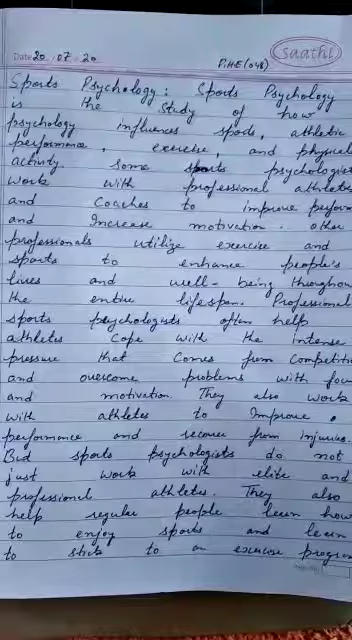 saathi
Date 20 . 07 . 20
P.HE(048)
Sports Psychology : Sports Psychology
is the study of how
psychology influences spods, athletic
performance, exercise, and physical
activity some sports psychologist
work with professional athletes
and coaches to improve perform
and Increase motivation. other
professionals utilize exercise and
sports to enhance people's
lives and well-being throughou
the entire lifespan. Professional
sports psychologists often help
athletes cope with the intense
pressure that comes from competiti
and overcome problems with fou
and motivation. They also work
with athletes to Improve
performance and recover from injuries.
But sports psychologists do not
just work with elite and
professional athletes. They also
help regular people learn how
to enjoy sports and learn
to stick to an exercise program